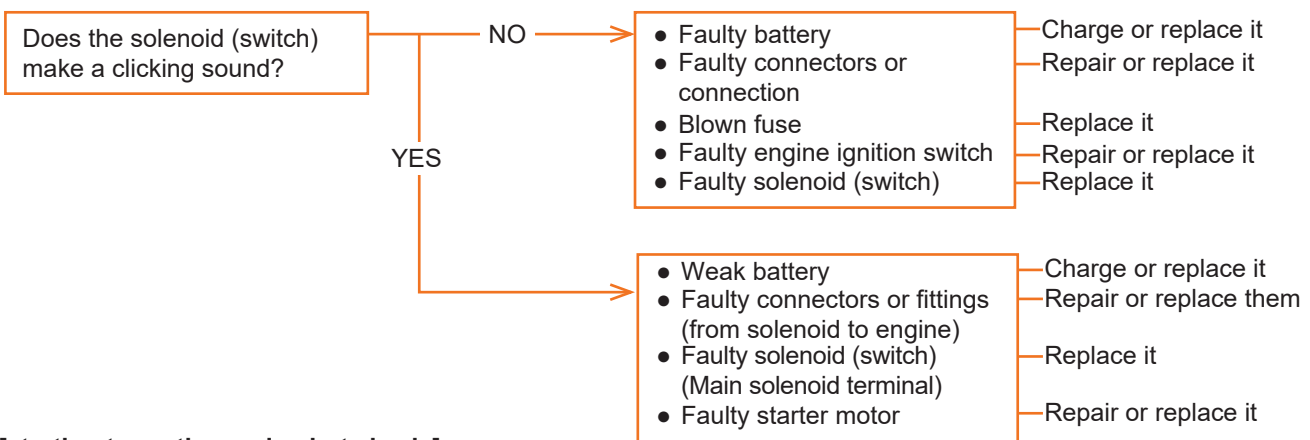 Does the solenoid (switch)
make a clicking sound?
NO
YES
● Faulty battery
● Faulty connectors or
connection
● Blown fuse
● Faulty engine ignition switch
● Faulty solenoid (switch)
Charge or replace it
Repair or replace it
Replace it
Repair or replace it
Replace it
● Weak battery
● Faulty connectors or fittings
(from solenoid to engine)
● Faulty solenoid (switch)
(Main solenoid terminal)
● Faulty starter motor
Charge or replace it
Repair or replace them
Replace it
Repair or replace it